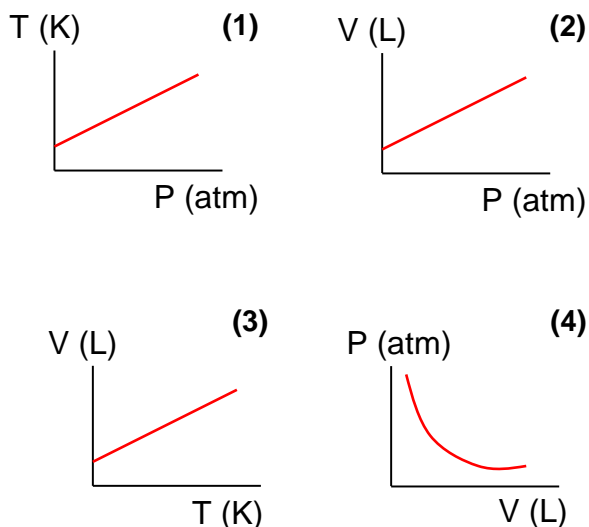 T (K)
(1)
P (atm)
V (L)
(2)
P (atm)
V (L)
(3)
T (K)
P (atm)
(4)
V (L)